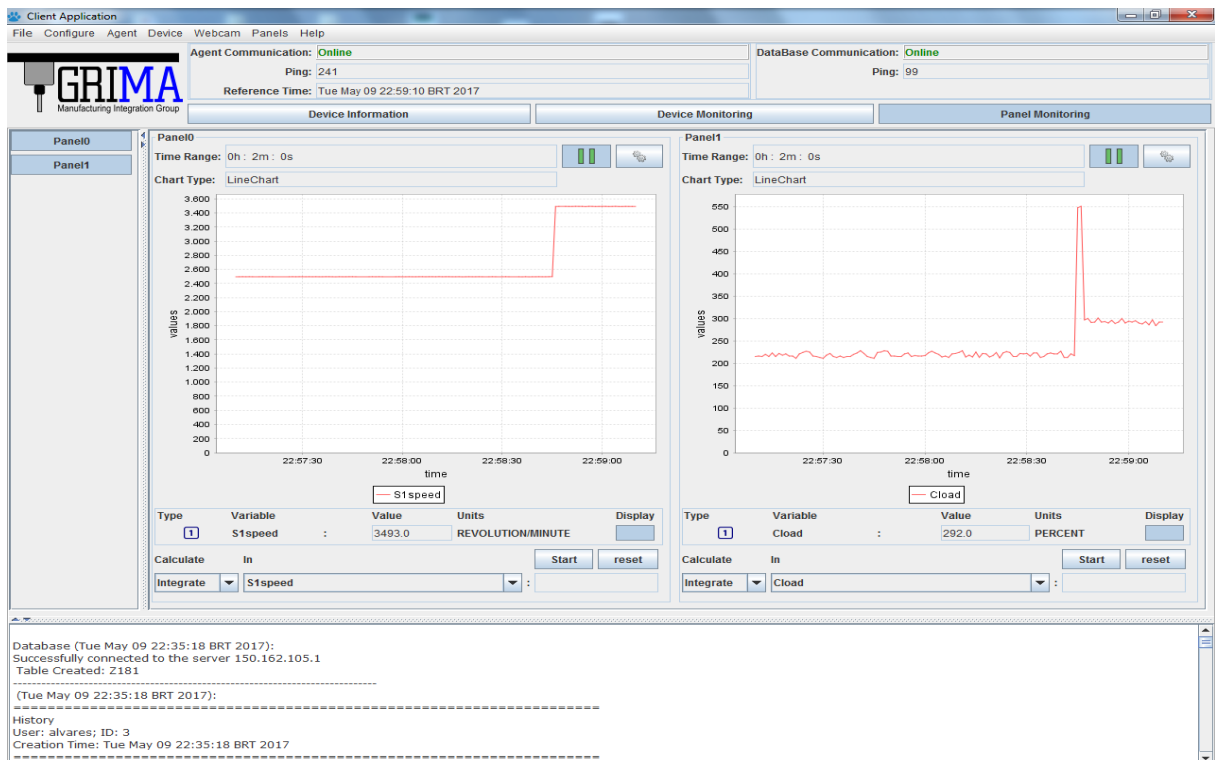 Client Application
File Configure Agent Device Webcam Panels Help
GRIMA
Manufacturing Integration Group
Agent Communication: Online
Ping: 241
Reference Time: Tue May 09 22:59:10 BRT 2017
DataBase Communication: Online
Ping: 99
Device Information
Device Monitoring
Panel Monitoring
Panel0
Panel1
Panel0
Time Range: 0h : 2m : 0s
Chart Type: LineChart
3.600
3.400
3.200
3.000
2.800
2.600
2.400
2.200
2.000
1.800
1.600
1.400
1.200
1.000
800
600
400
200
0
values
22:57:30 22:58:00 22:58:30 22:59:00
time
S1speed
Type Variable Value Units Display
1 S1speed : 3493.0 REVOLUTION/MINUTE
Calculate In Start reset
Integrate S1speed :
Panel1
Time Range: 0h : 2m : 0s
Chart Type: LineChart
550
500
450
400
350
300
250
200
150
100
50
0
values
22:57:30 22:58:00 22:58:30 22:59:00
time
Cload
Type Variable Value Units Display
1 Cload : 292.0 PERCENT
Calculate In Start reset
Integrate Cload :
Database (Tue May 09 22:35:18 BRT 2017):
Successfully connected to the server 150.162.105.1
Table Created: Z181
------------------------------------------------------------------------------
(Tue May 09 22:35:18 BRT 2017):
=====================================================================
History
User: alvares; ID: 3
Creation Time: Tue May 09 22:35:18 BRT 2017
=====================================================================